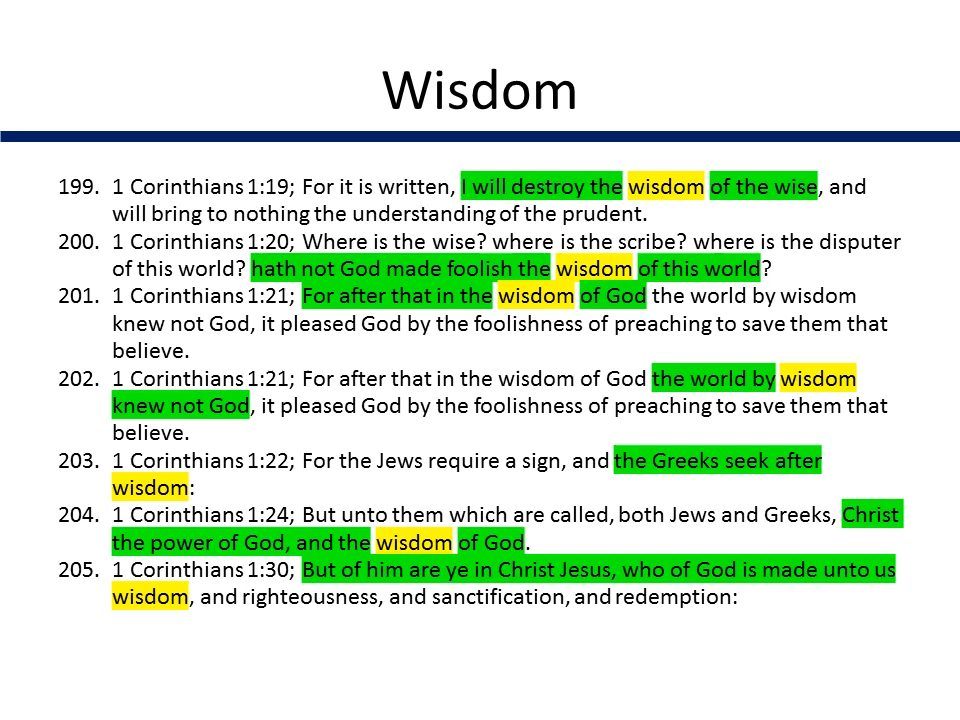 Wisdom
199. 1 Corinthians 1:19; For it is written, I will destroy the wisdom of the wise, and
will bring to nothing the understanding of the prudent.
200. 1 Corinthians 1:20; Where is the wise? where is the scribe? where is the disputer
of this world? hath not God made foolish the wisdom of this world?
201. 1 Corinthians 1:21; For after that in the wisdom of God the world by wisdom
knew not God, it pleased God by the foolishness of preaching to save them that
believe.
202. 1 Corinthians 1:21; For after that in the wisdom of God the world by wisdom
knew not God, it pleased God by the foolishness of preaching to save them that
believe.
203. 1 Corinthians 1:22; For the Jews require a sign, and the Greeks seek after
wisdom:
204. 1 Corinthians 1:24; But unto them which are called, both Jews and Greeks, Christ
the power of God, and the wisdom of God.
205. 1 Corinthians 1:30; But of him are ye in Christ Jesus, who of God is made unto us
wisdom, and righteousness, and sanctification, and redemption: